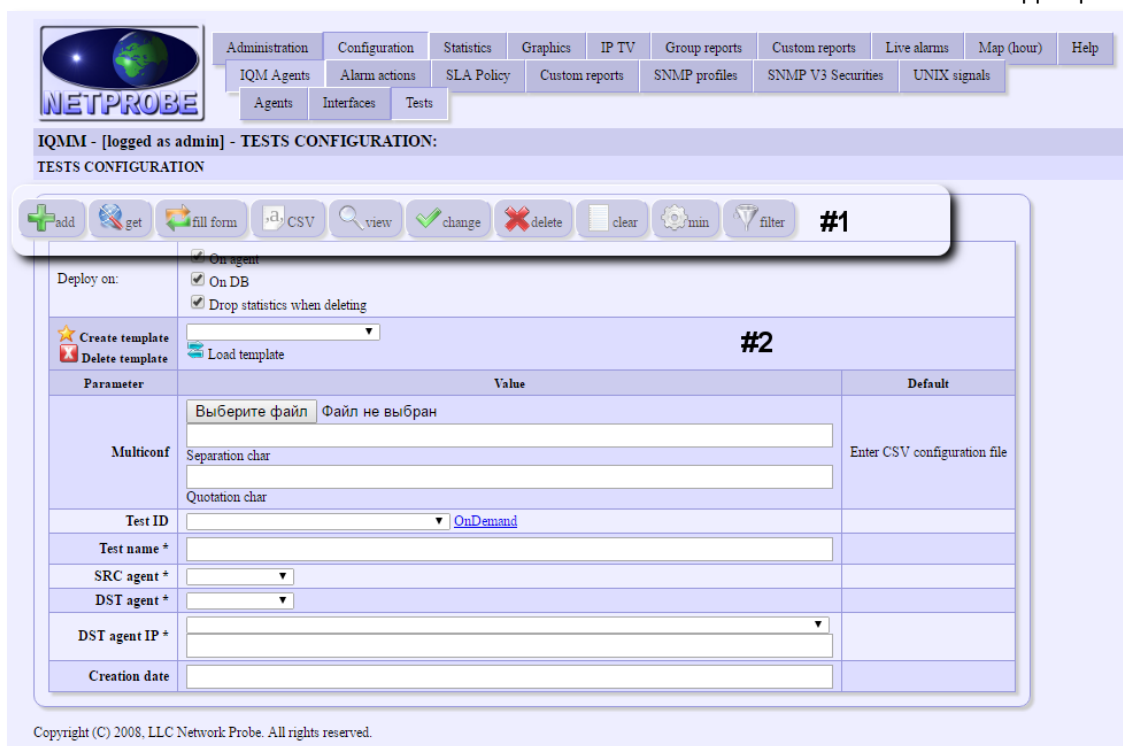 Administration Configuration Statistics Graphics IP TV Group reports Custom reports Live alarms Map (hour) Help
IQM Agents Alarm actions SLA Policy Custom reports SNMP profiles SNMP V3 Securities UNIX signals
NETPROBE
Agents Interfaces Tests
IQMM - [logged as admin] - TESTS CONFIGURATION:
TESTS CONFIGURATION
add get fill form ,a, CSV view change delete clear min filter #1
On agent
Deploy on:
On DB
Drop statistics when deleting
Create template
Delete template
Load template
#2
Parameter Value Default
Выберите файл Файл не выбран
Multiconf
Separation char
Enter CSV configuration file
Quotation char
Test ID OnDemand
Test name *
SRC agent *
DST agent *
DST agent IP *
Creation date
Copyright (C) 2008, LLC Network Probe. All rights reserved.